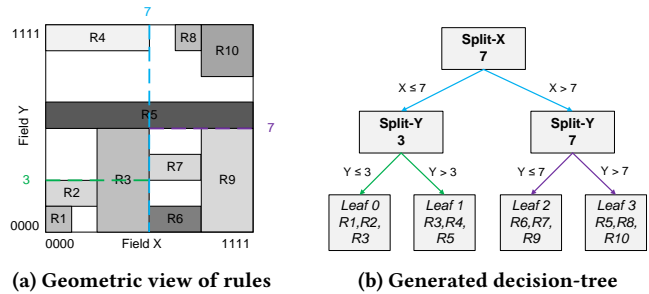 7
1111
R4
R8
R10
Field Y
R5
7
3
R3
R7
R2
R9
R1
R6
0000
0000 Field X 1111
(a) Geometric view of rules
Split-X
7
X ≤ 7
X > 7
Split-Y
3
Split-Y
7
Y ≤ 3
Y > 3
Y ≤ 7
Y > 7
Leaf 0
R1,R2,
R3
Leaf 1
R3,R4,
R5
Leaf 2
R6,R7,
R9
Leaf 3
R5,R8,
R10
(b) Generated decision-tree